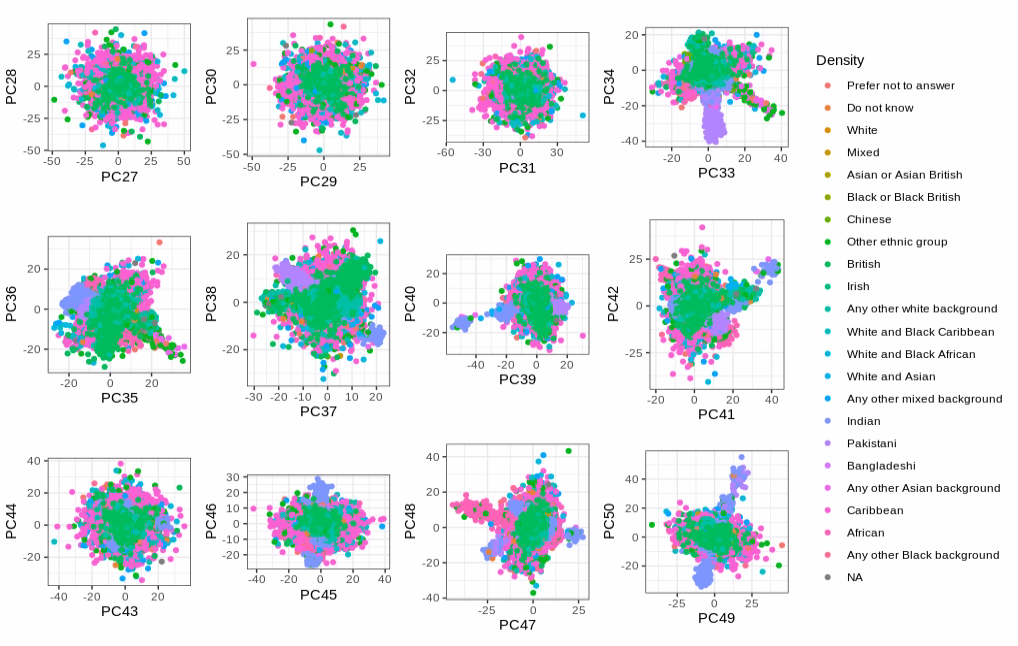 PC28
25
0
-25
-50
-50 -25 0 25 50
PC27
PC30
25
0
-25
-50
-50 -25 0 25
PC29
PC32
25
0
-25
-60 -30 0 30
PC31
PC34
20
0
-20
-40
-20 0 20 40
PC33
PC36
20
0
-20
-20 0 20
PC35
PC38
20
0
-20
-30 -20 -10 0 10 20
PC37
PC40
20
0
-20
-40 -20 0 20
PC39
PC42
25
0
-25
-20 0 20 40
PC41
PC44
40
20
0
-20
-40 -20 0 20
PC43
PC46
30
20
10
0
-10
-20
-40 -20 0 20 40
PC45
PC48
40
20
0
-20
-40
-25 0 25
PC47
PC50
40
20
0
-20
-25 0 25
PC49
Density
Prefer not to answer
Do not know
White
Mixed
Asian or Asian British
Black or Black British
Chinese
Other ethnic group
British
Irish
Any other white background
White and Black Caribbean
White and Black African
White and Asian
Any other mixed background
Indian
Pakistani
Bangladeshi
Any other Asian background
Caribbean
African
Any other Black background
NA